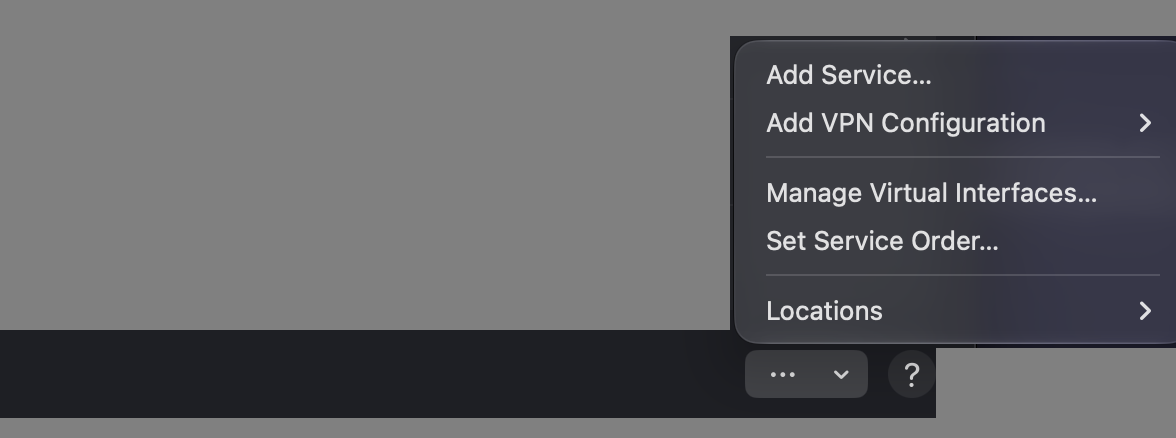 Add Service...
Add VPN Configuration
Manage Virtual Interfaces...
Set Service Order...
Locations
... ?